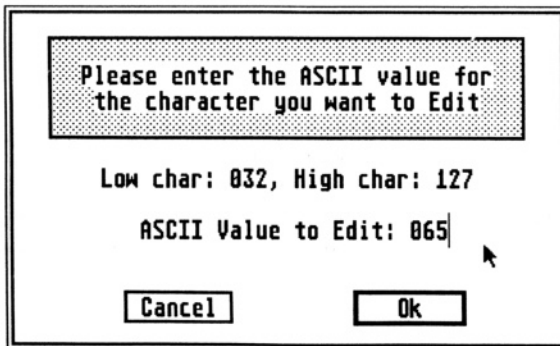 Please enter the ASCII value for
the character you want to Edit
Low char: 032, High char: 127
ASCII Value to Edit: 065
Cancel
Ok